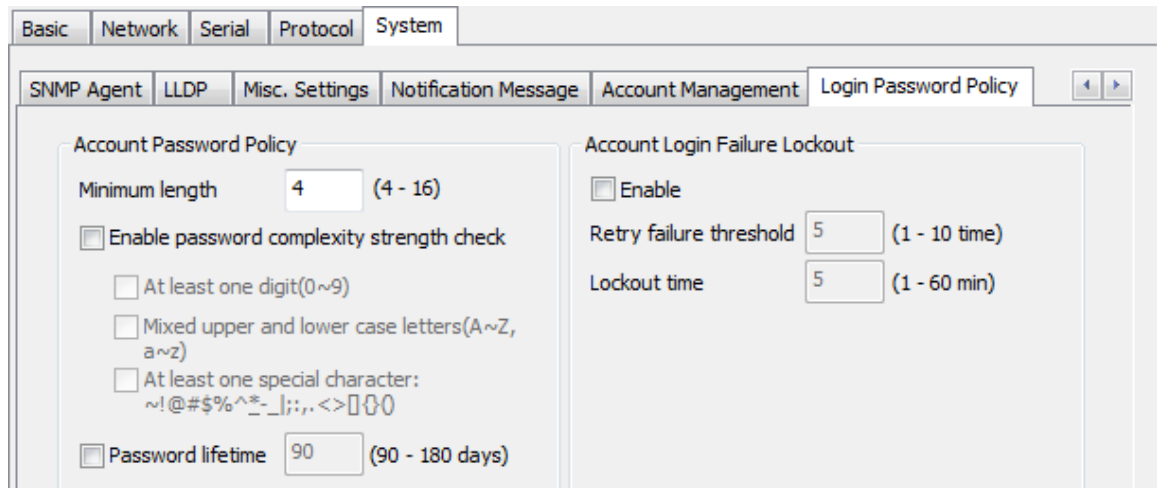 Basic Network Serial Protocol System
SNMP Agent LLDP Misc. Settings Notification Message Account Management Login Password Policy
Account Password Policy
Minimum length 4 (4 - 16)
Enable password complexity strength check
At least one digit(0~9)
Mixed upper and lower case letters(A~Z,
a~z)
At least one special character:
~!@#$%^*-_|;:,.<>[]{}()
Password lifetime 90 (90 - 180 days)
Account Login Failure Lockout
Enable
Retry failure threshold 5 (1 - 10 time)
Lockout time 5 (1 - 60 min)